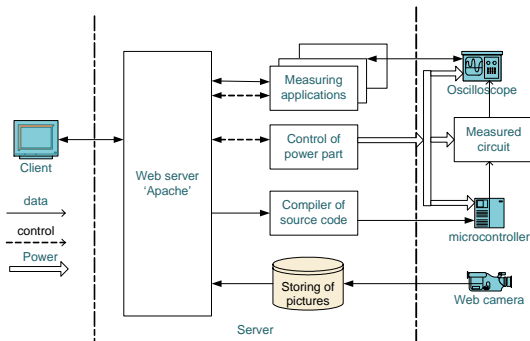 Measuring
applications
Oscilloscope
Control of
power part
Measured
circuit
Client
Web server
'Apache'
Compiler of
source code
data
control
Power
microcontroller
Storing of
pictures
Web camera
Server